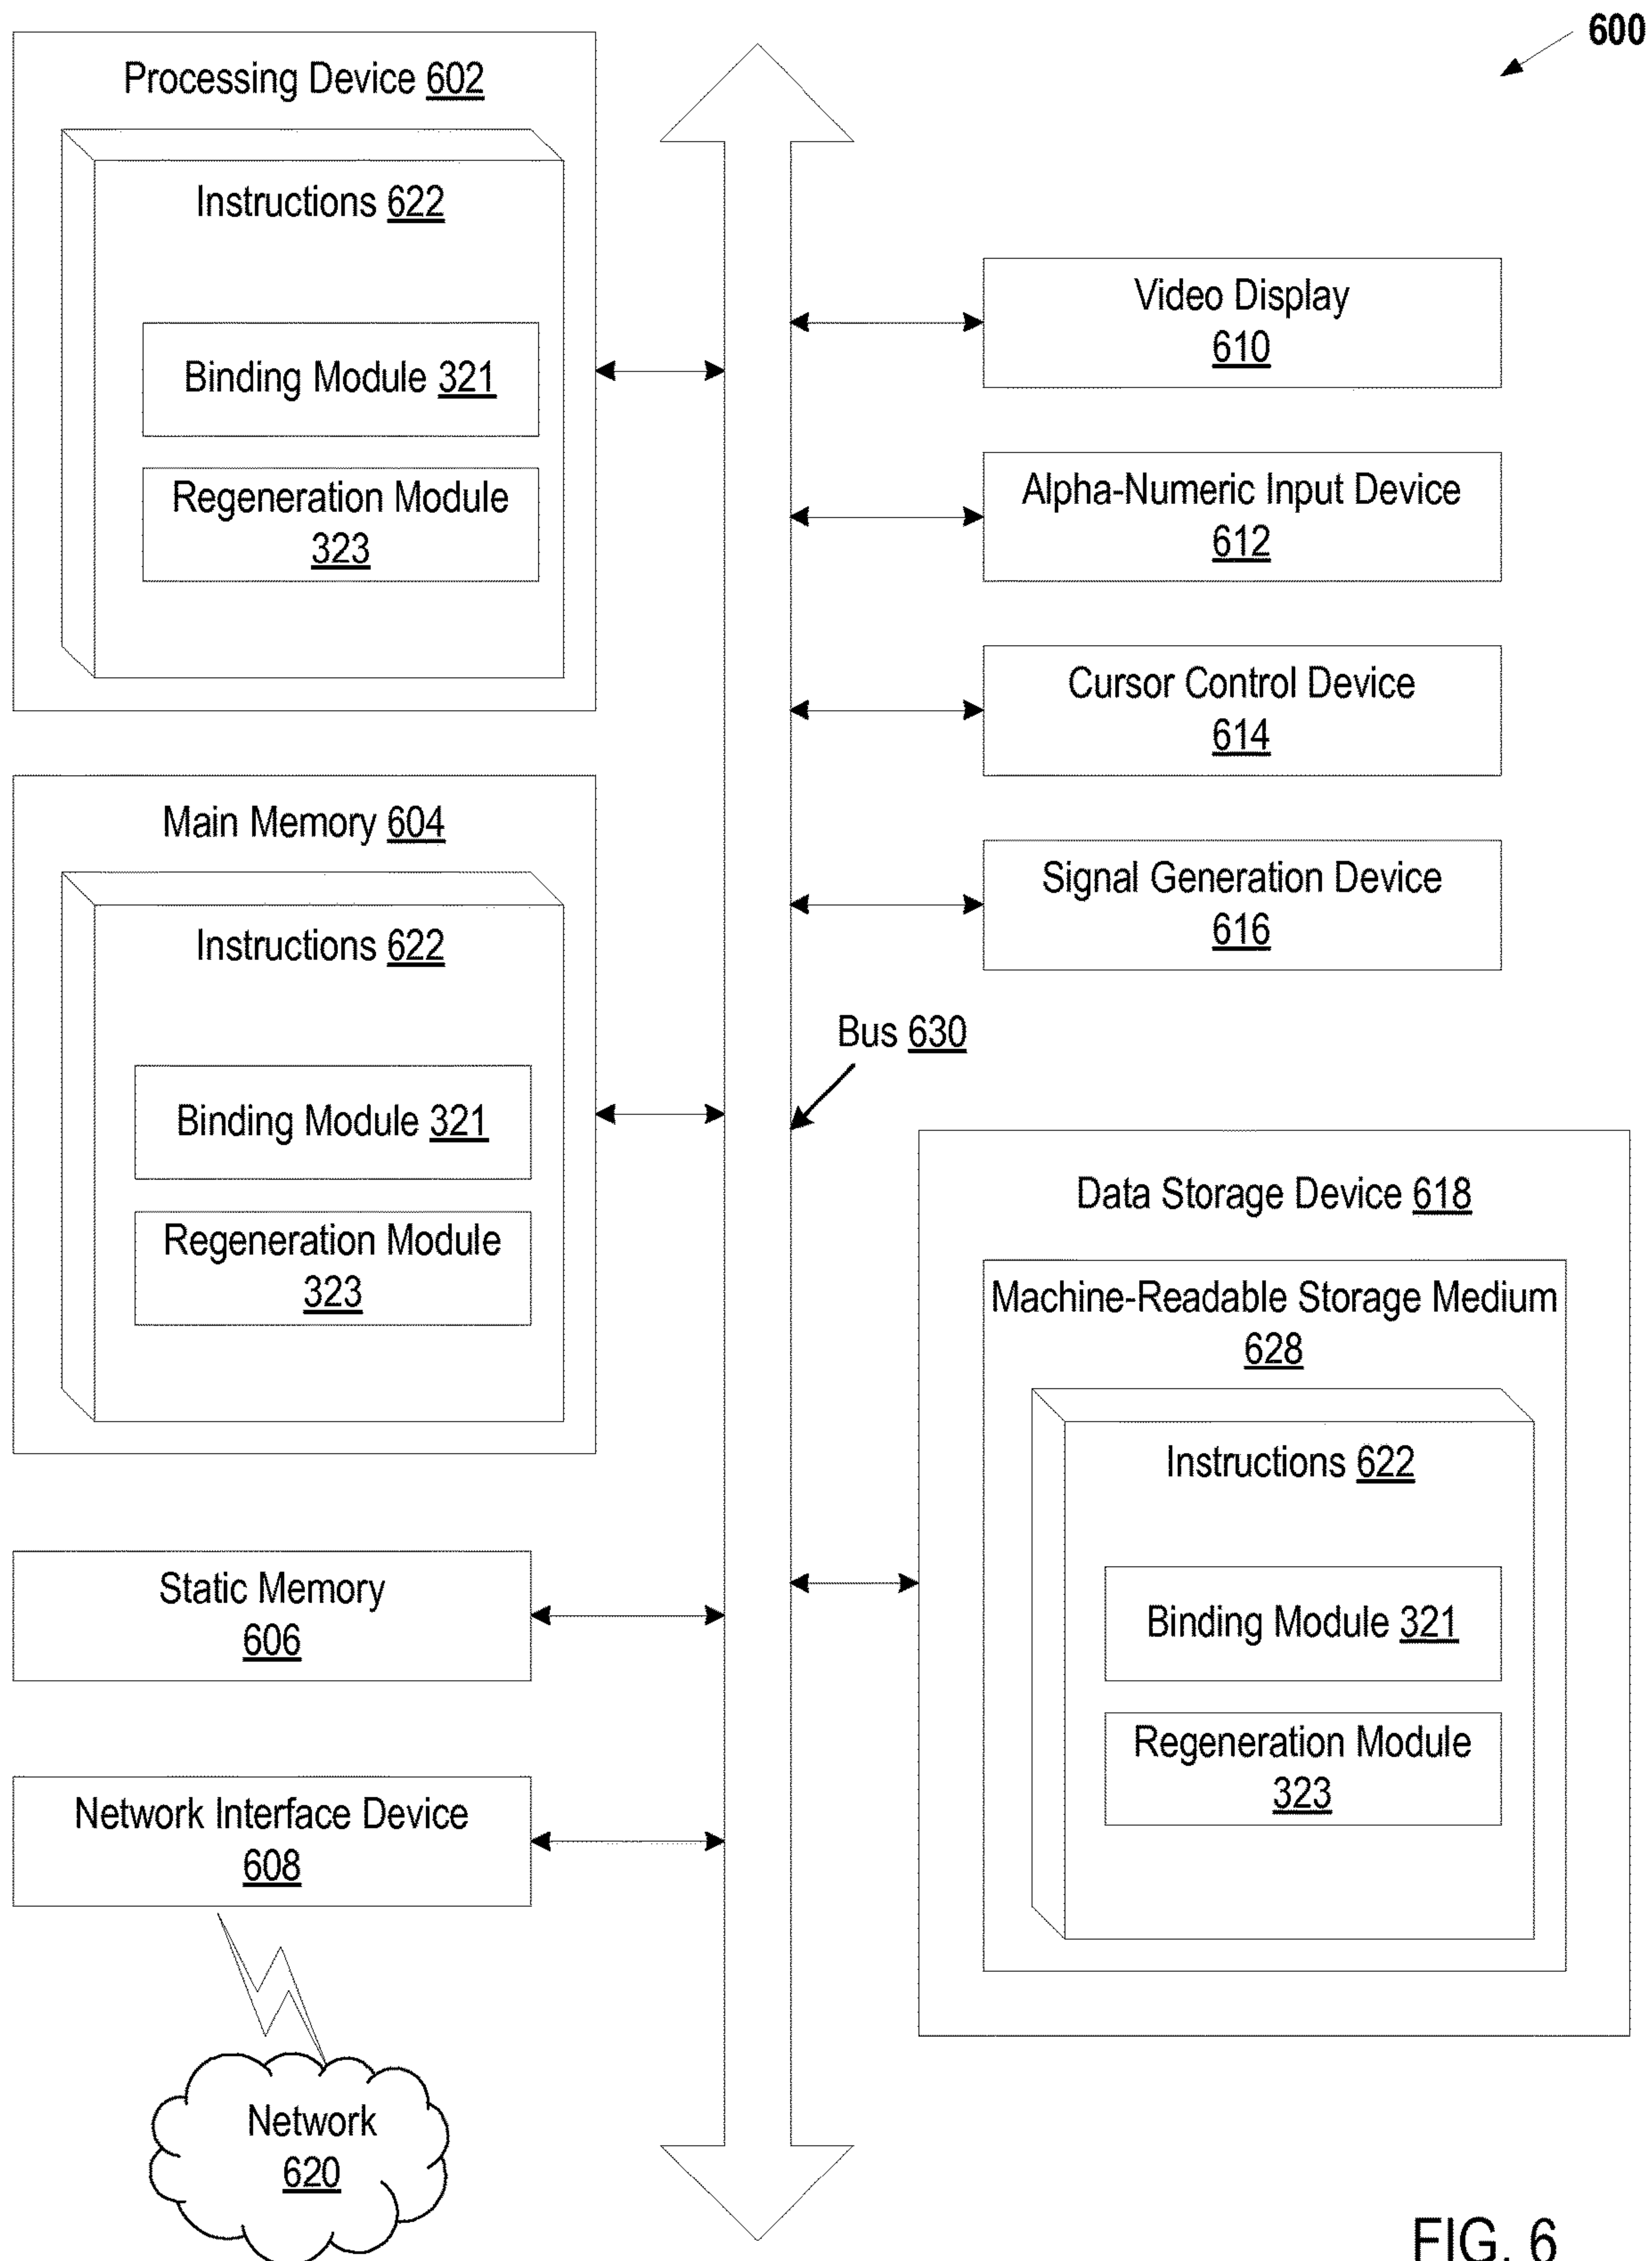 600
Processing Device 602
Instructions 622
Binding Module 321
Regeneration Module
323
Main Memory 604
Instructions 622
Binding Module 321
Regeneration Module
323
Static Memory
606
Network Interface Device
608
Network
620
Video Display
610
Alpha-Numeric Input Device
612
Cursor Control Device
614
Signal Generation Device
616
Bus 630
Data Storage Device 618
Machine-Readable Storage Medium
628
Instructions 622
Binding Module 321
Regeneration Module
323
FIG. 6